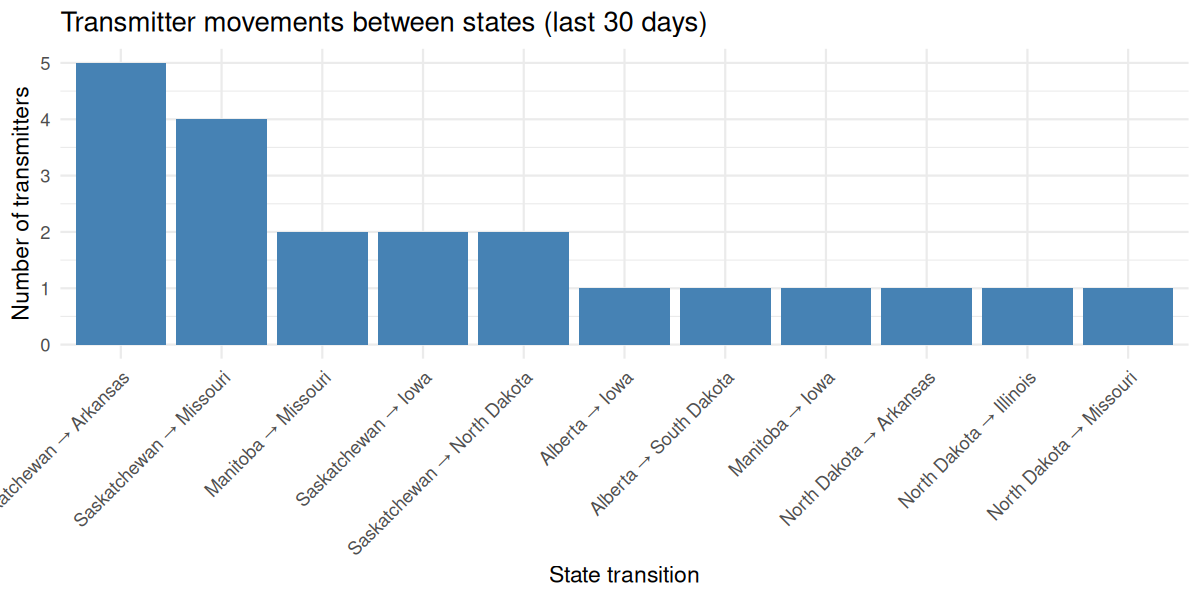 Transmitter movements between states (last 30 days)
Number of transmitters
5
4
3
2
1
0
atchewan → Arkansas
Saskatchewan → Missouri
Manitoba → Missouri
Saskatchewan → Iowa
Saskatchewan → North Dakota
Alberta → Iowa
Alberta → South Dakota
Manitoba → Iowa
North Dakota → Arkansas
North Dakota → Illinois
North Dakota → Missouri
State transition